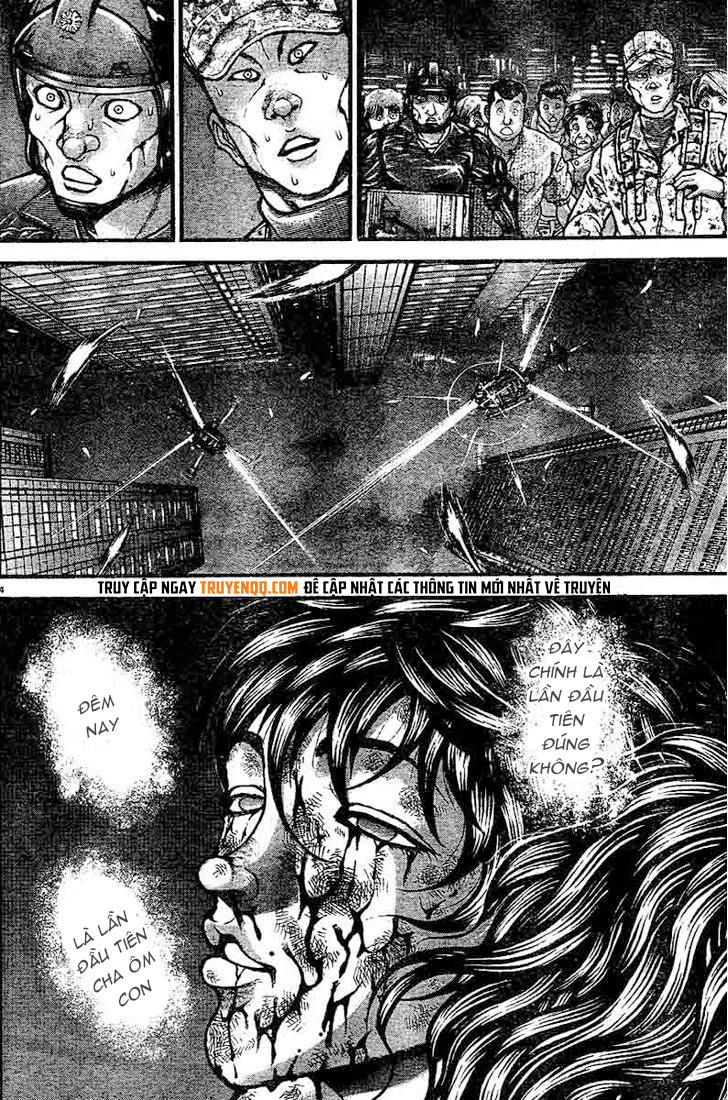 TRUY CẬP NGAY TRUYENQQ.COM ĐỂ CẬP NHẬT CÁC THÔNG TIN MỚI NHẤT VỀ TRUYỆN
ĐÂY
CHÍNH LÀ
LẦN ĐẦU
TIÊN
ĐÚNG
KHÔNG?
ĐÊM
NAY
LÀ LẦN
ĐẦU TIÊN
CHA ÔM
CON